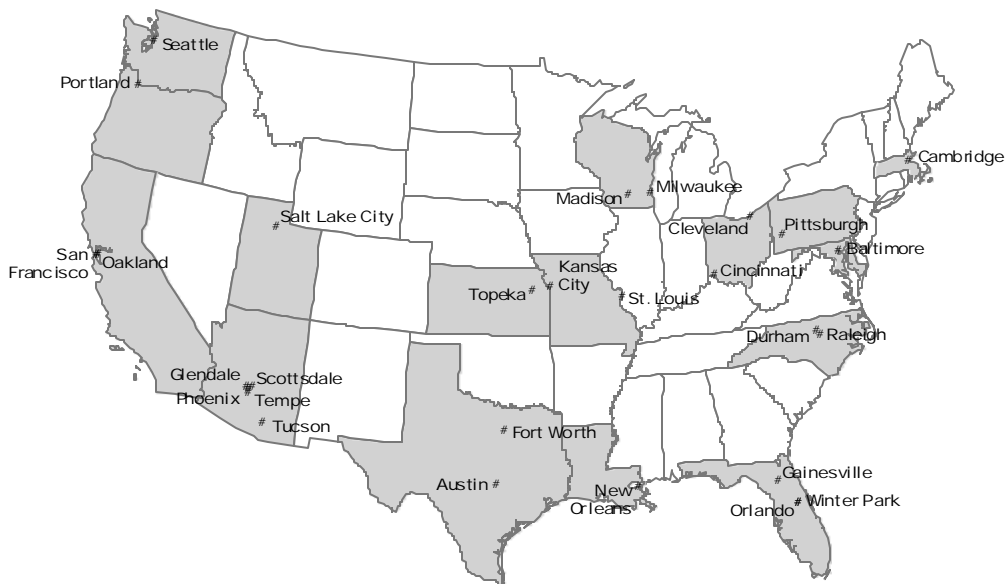 Seattle
Portland
Cambridge
Milwaukee
Madison
Salt Lake City
Cleveland
Pittsburgh
San
Francisco
Oakland
Baltimore
Kansas
City
Cincinnati
Topeka
St. Louis
Durham
Raleigh
Glendale
Scottsdale
Phoenix
Tempe
Tucson
Fort Worth
Gainesville
Austin
New
Orleans
Winter Park
Orlando